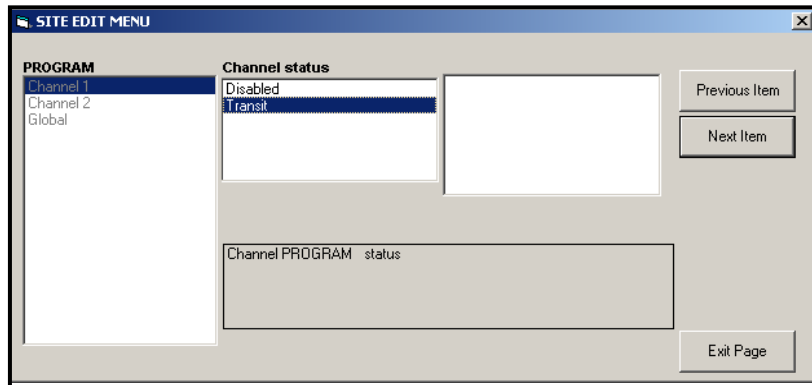 SITE EDIT MENU
PROGRAM
Channel 1
Channel 2
Global
Channel status
Disabled
Transit
Previous Item
Next Item
Channel PROGRAM status
Exit Page